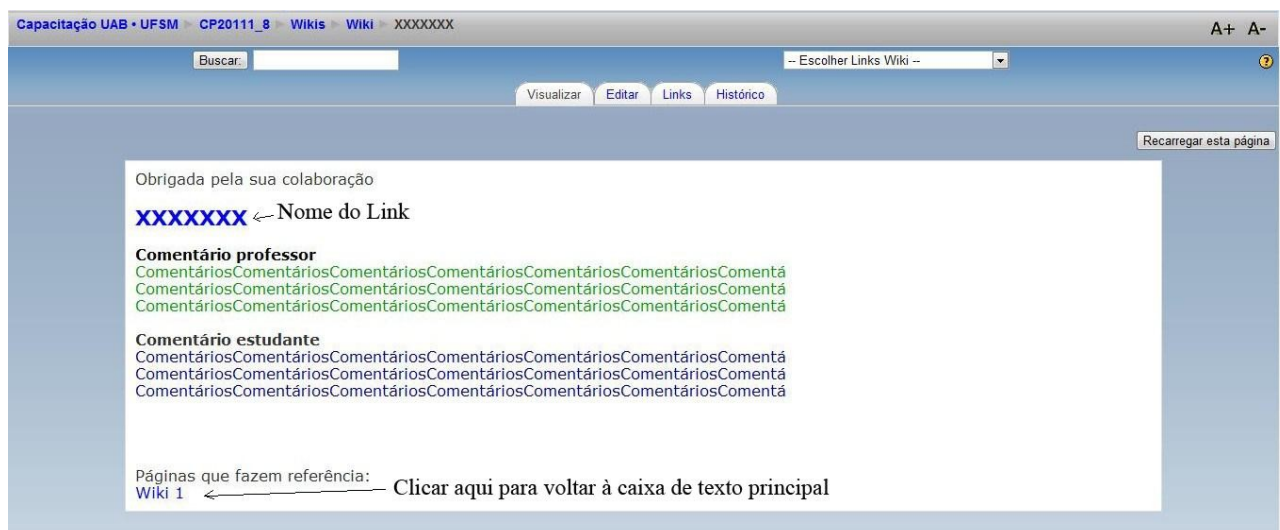 Capacitação UAB • UFSM ► CP20111_8 ► Wikis ► Wiki ► XXXXXXX
A+ A-
Buscar:
-- Escolher Links Wiki --
?
Visualizar Editar Links Histórico
Recarregar esta página
Obrigada pela sua colaboração
XXXXXXX Nome do Link
Comentário professor
ComentáriosComentáriosComentáriosComentáriosComentáriosComentáriosComentá
ComentáriosComentáriosComentáriosComentáriosComentáriosComentáriosComentá
ComentáriosComentáriosComentáriosComentáriosComentáriosComentáriosComentá
Comentário estudante
ComentáriosComentáriosComentáriosComentáriosComentáriosComentáriosComentá
ComentáriosComentáriosComentáriosComentáriosComentáriosComentáriosComentá
ComentáriosComentáriosComentáriosComentáriosComentáriosComentáriosComentá
Páginas que fazem referência:
Wiki 1 Clicar aqui para voltar à caixa de texto principal